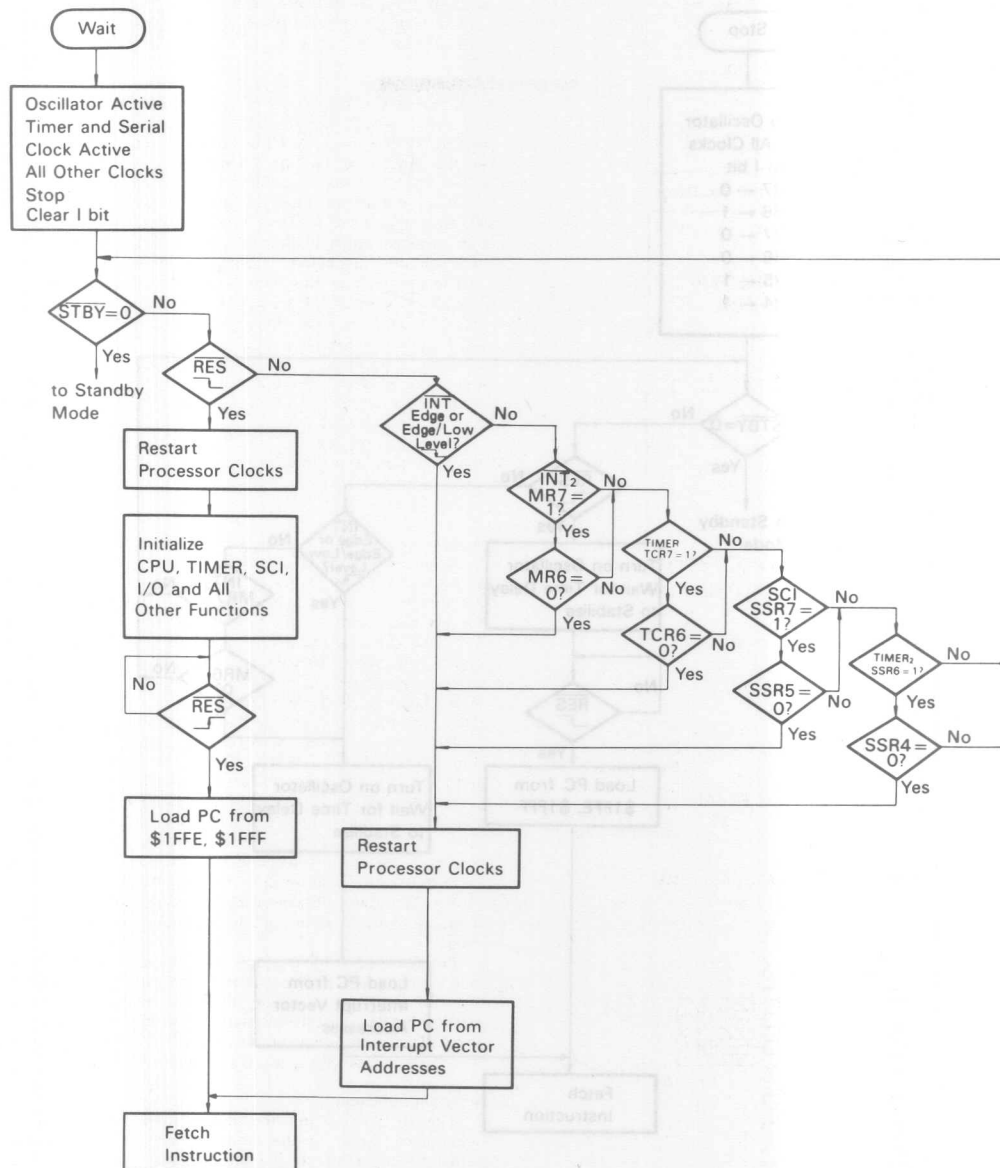 Wait
Oscillator Active
Timer and Serial
Clock Active
All Other Clocks
Stop
Clear I bit
STBY=0
No
Yes
to Standby
Mode
RES
No
Yes
Restart
Processor Clocks
Initialize
CPU, TIMER, SCI,
I/O and All
Other Functions
No
RES
Yes
Load PC from
$1FFE, $1FFF
INT
Edge or
Edge/Low
Level?
No
Yes
INT2
MR7=
1?
No
Yes
MR6=
0?
No
Yes
TIMER
TCR7=1?
No
Yes
TCR6=
0?
No
Yes
SCI
SSR7=
1?
No
Yes
SSR5=
0?
No
Yes
TIMER2
SSR6=1?
No
Yes
SSR4=
0?
No
Yes
Restart
Processor Clocks
Load PC from
Interrupt Vector
Addresses
Fetch
Instruction